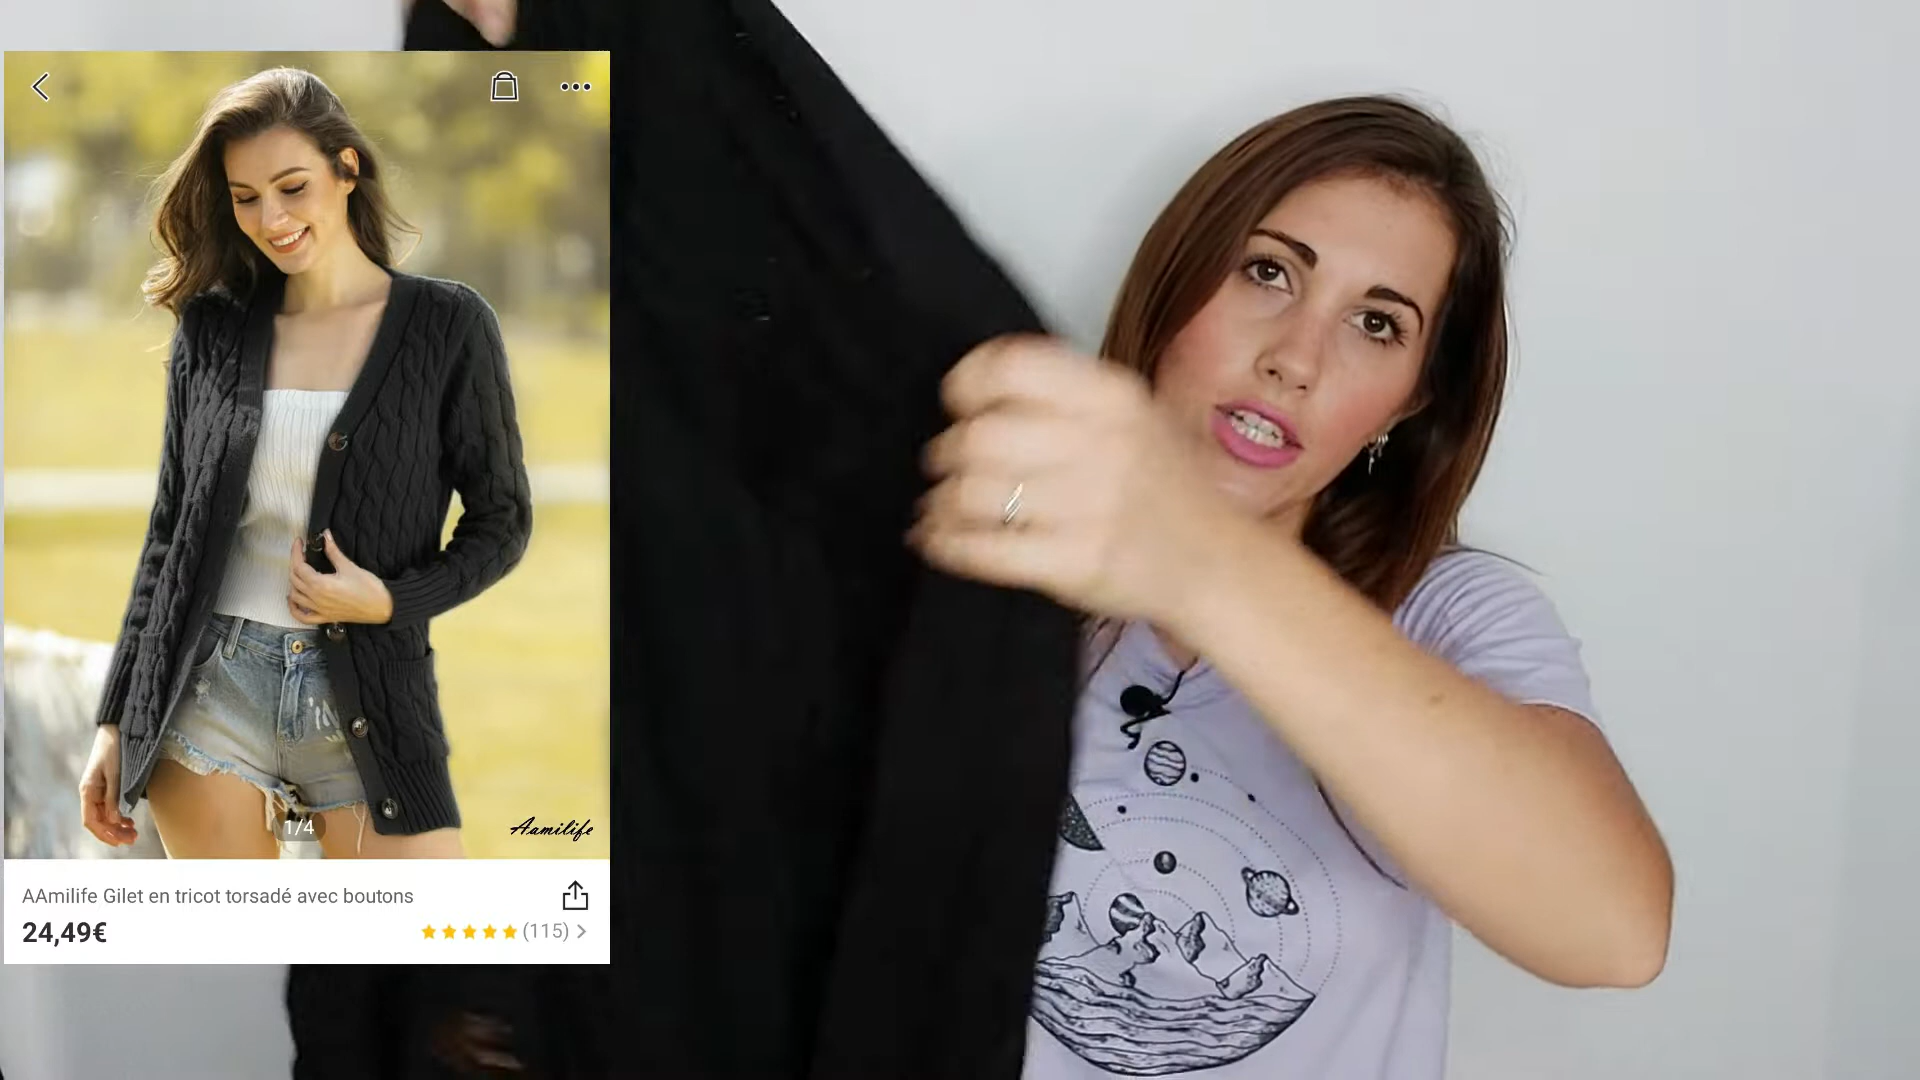 1/4
Aamilife
AAmilife Gilet en tricot torsadé avec boutons
24,49€
(115)